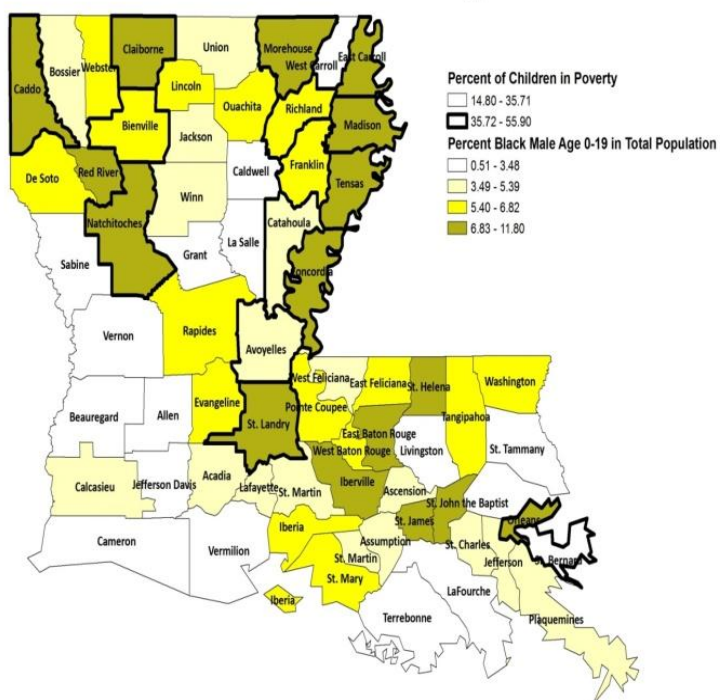 Claiborne
Union
Morehouse
West Carroll
East Carroll
Webster
Bossier
Caddo
Lincoln
Ouachita
Richland
Madison
Bienville
Jackson
Franklin
De Soto
Red River
Caldwell
Tensas
Winn
Natchitoches
Catahoula
La Salle
Grant
Sabine
Concordia
Rapides
Vernon
Avoyelles
West Feliciana
East Feliciana
St. Helena
Washington
Evangeline
Pointe Coupee
Tangipahoa
Beauregard
Allen
St. Landry
East Baton Rouge
West Baton Rouge
Livingston
St. Tammany
Calcasieu
Jefferson Davis
Acadia
Lafayette
St. Martin
Iberville
Ascension
St. John the Baptist
Orleans
St. James
Cameron
Vermilion
Iberia
Assumption
St. Charles
St. Bernard
St. Martin
Jefferson
St. Mary
LaFourche
Iberia
Terrebonne
Plaquemines
Percent of Children in Poverty
14.80 - 35.71
35.72 - 55.90
Percent Black Male Age 0-19 in Total Population
0.51 - 3.48
3.49 - 5.39
5.40 - 6.82
6.83 - 11.80